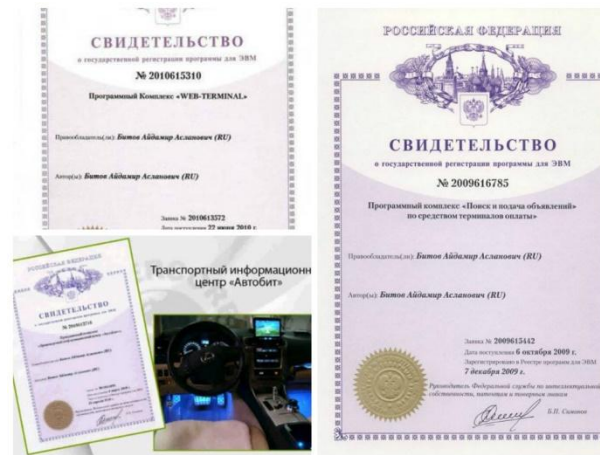 СВИДЕТЕЛЬСТВО
о государственной регистрации программы для ЭВМ
№ 2010615310
Программный Комплекс «WEB-TERMINAL»
Правообладатель(ли): Битов Айдамир Асланович (RU)
Автор(ы): Битов Айдамир Асланович (RU)
Заявка № 2010613572
Дата поступления 22 июня 2010 г.
РОССИЙСКАЯ ФЕДЕРАЦИЯ
СВИДЕТЕЛЬСТВО
о государственной регистрации программы для ЭВМ
№ 2009616785
Программный комплекс «Поиск и подача объявлений»
по средством терминалов оплаты»
Правообладатель(ли): Битов Айдамир Асланович (RU)
Автор(ы): Битов Айдамир Асланович (RU)
Заявка № 2009615442
Дата поступления 6 октября 2009 г.
Зарегистрировано в Реестре программ для ЭВМ
7 декабря 2009 г.
Руководитель Федеральной службы по интеллектуальной
собственности, патентам и товарным знакам
Б.П. Симонов
РОССИЙСКАЯ ФЕДЕРАЦИЯ
СВИДЕТЕЛЬСТВО
Транспортный информационн
центр «Автобит»